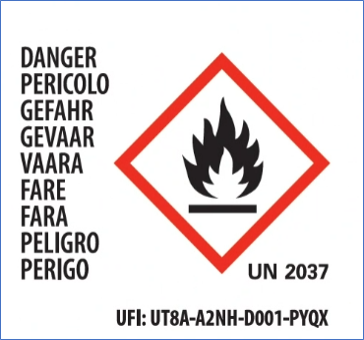 DANGER
PERICOLO
GEFAHR
GEVAAR
VAARA
FARE
FARA
PELIGRO
PERIGO
UN 2037
UFI: UT8A-A2NH-D001-PYQX